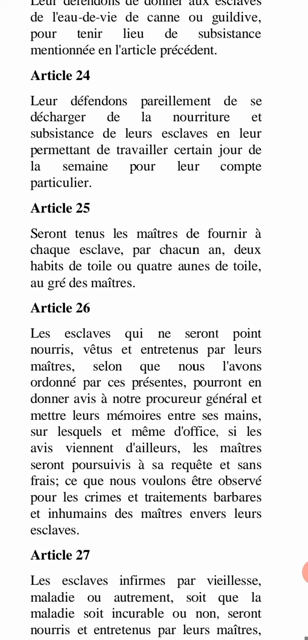 Leur défendons de donner aux esclaves
de l'eau-de-vie de canne ou guildive,
pour tenir lieu de subsistance
mentionnée en l'article précédent.
Article 24
Leur défendons pareillement de se
décharger de la nourriture et
subsistance de leurs esclaves en leur
permettant de travailler certain jour de
la semaine pour leur compte
particulier.
Article 25
Seront tenus les maîtres de fournir à
chaque esclave, par chacun an, deux
habits de toile ou quatre aunes de toile,
au gré des maîtres.
Article 26
Les esclaves qui ne seront point
nourris, vêtus et entretenus par leurs
maîtres, selon que nous l'avons
ordonné par ces présentes, pourront en
donner avis à notre procureur général et
mettre leurs mémoires entre ses mains,
sur lesquels et même d'office, si les
avis viennent d'ailleurs, les maîtres
seront poursuivis à sa requête et sans
frais; ce que nous voulons être observé
pour les crimes et traitements barbares
et inhumains des maîtres envers leurs
esclaves.
Article 27
Les esclaves infirmes par vieillesse,
maladie ou autrement, soit que la
maladie soit incurable ou non, seront
nourris et entretenus par leurs maîtres,